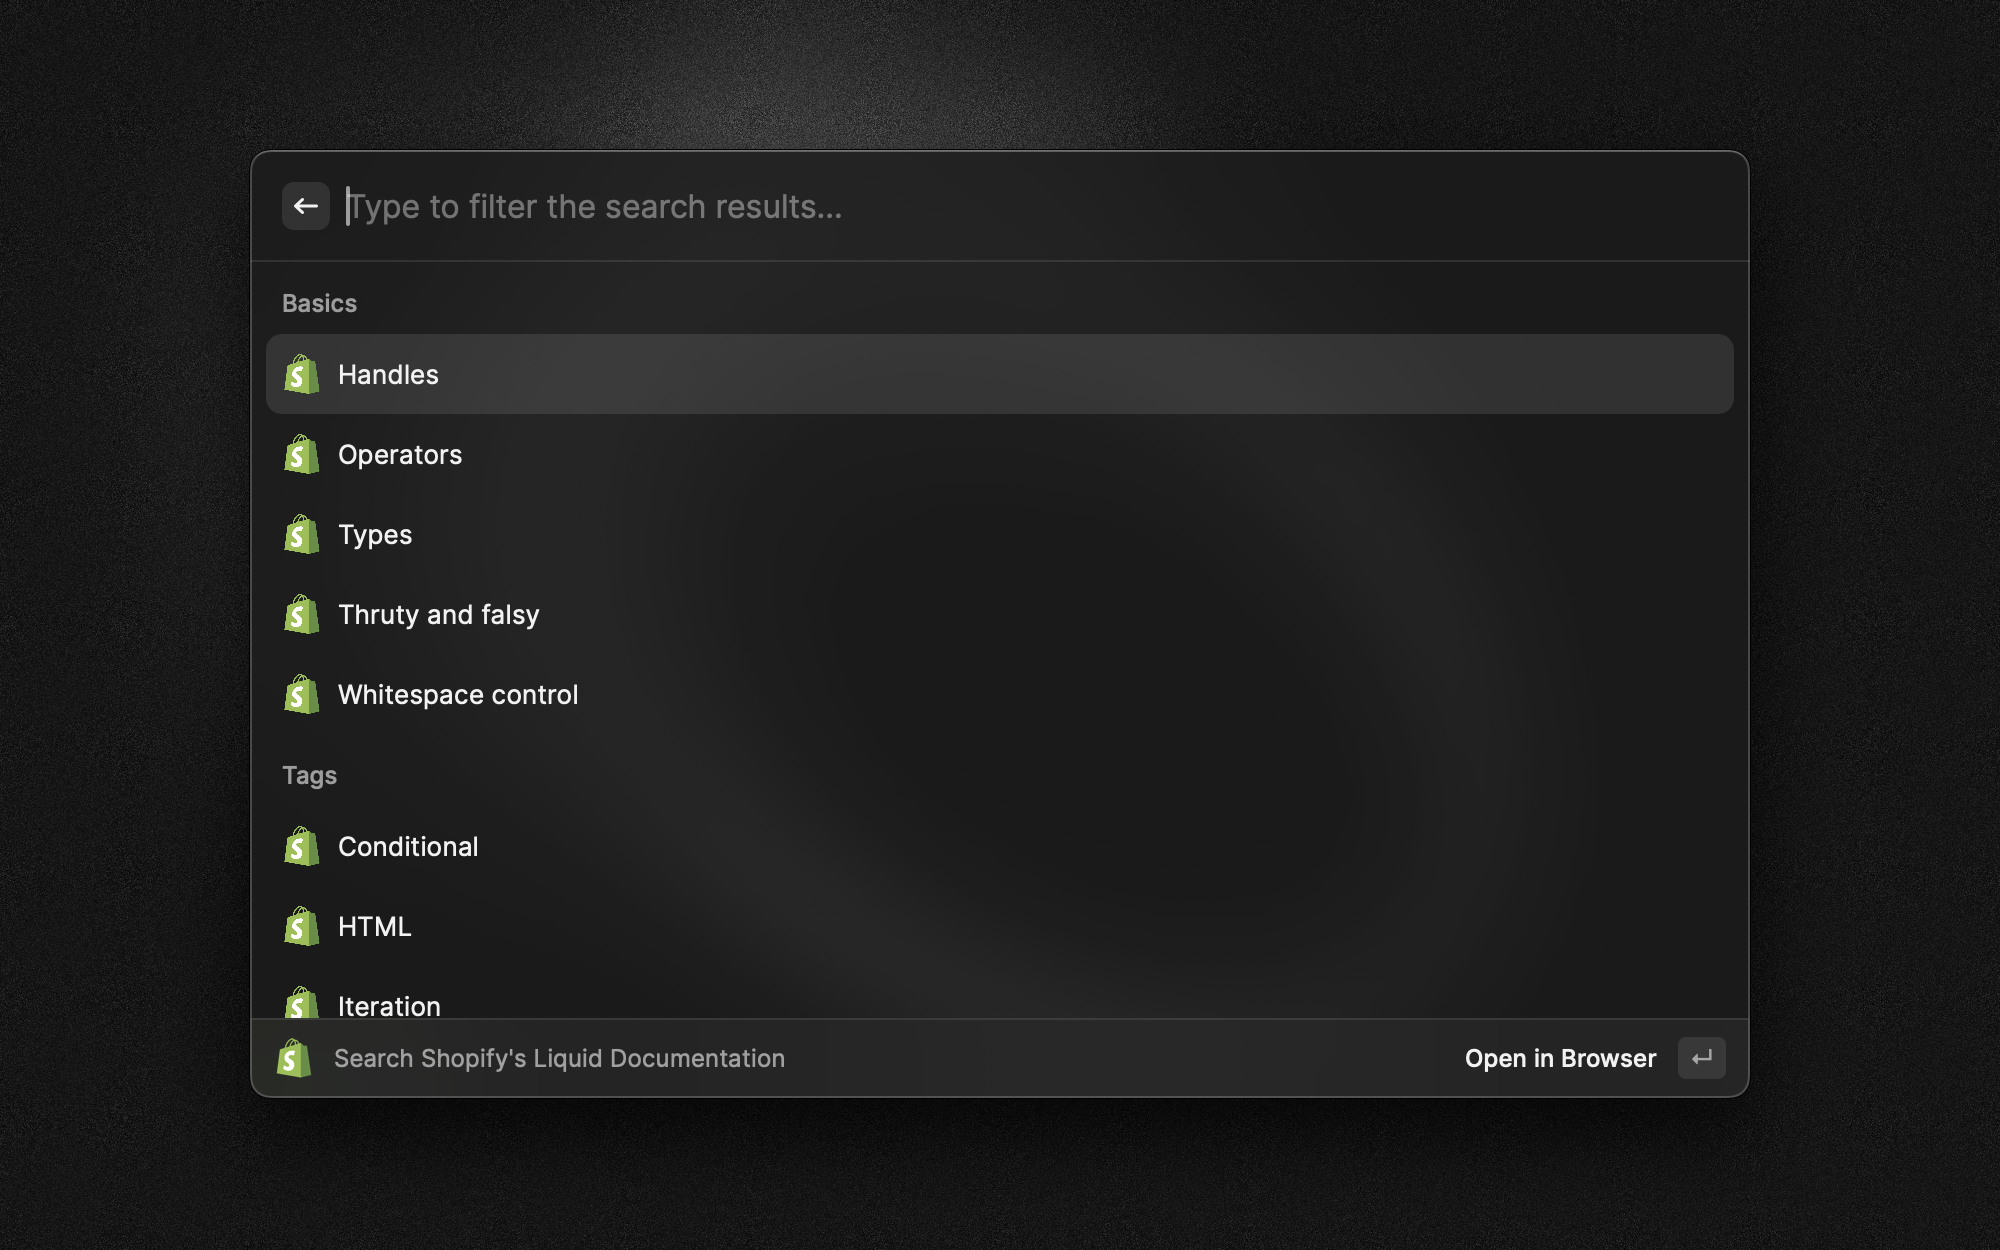 Type to filter the search results...
Basics
Handles
Operators
Types
Thruty and falsy
Whitespace control
Tags
Conditional
HTML
Iteration
Search Shopify's Liquid Documentation
Open in Browser